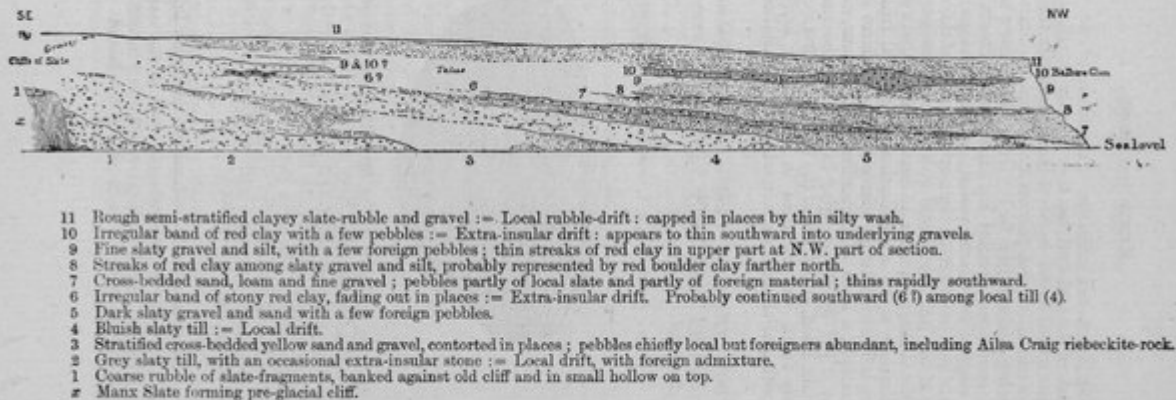 SE
NW
11
Cliffs of Slate
9 & 10 ?
6 ?
Talus
6
7
8
9
10
11
10 Ballure Con
9
8
7
1
x
Sea level
1
2
3
4
5
11 Rough semi-stratified clayey slate-rubble and gravel := Local rubble-drift : capped in places by thin silty wash.
10 Irregular band of red clay with a few pebbles := Extra-insular drift : appears to thin southward into underlying gravels.
9 Fine slaty gravel and silt, with a few foreign pebbles ; thin streaks of red clay in upper part at N.W. part of section.
8 Streaks of red clay among slaty gravel and silt, probably represented by red boulder clay farther north.
7 Cross-bedded sand, loam and fine gravel ; pebbles partly of local slate and partly of foreign material ; thins rapidly southward.
6 Irregular band of stony red clay, fading out in places := Extra-insular drift. Probably continued southward (6 ?) among local till (4).
5 Dark slaty gravel and sand with a few foreign pebbles.
4 Bluish slaty till := Local drift.
3 Stratified cross-bedded yellow sand and gravel, contorted in places ; pebbles chiefly local but foreigners abundant, including Ailsa Craig riebeckite-rock.
2 Grey slaty till, with an occasional extra-insular stone := Local drift, with foreign admixture.
1 Coarse rubble of slate-fragments, banked against old cliff and in small hollow on top.
x Manx Slate forming pre-glacial cliff.